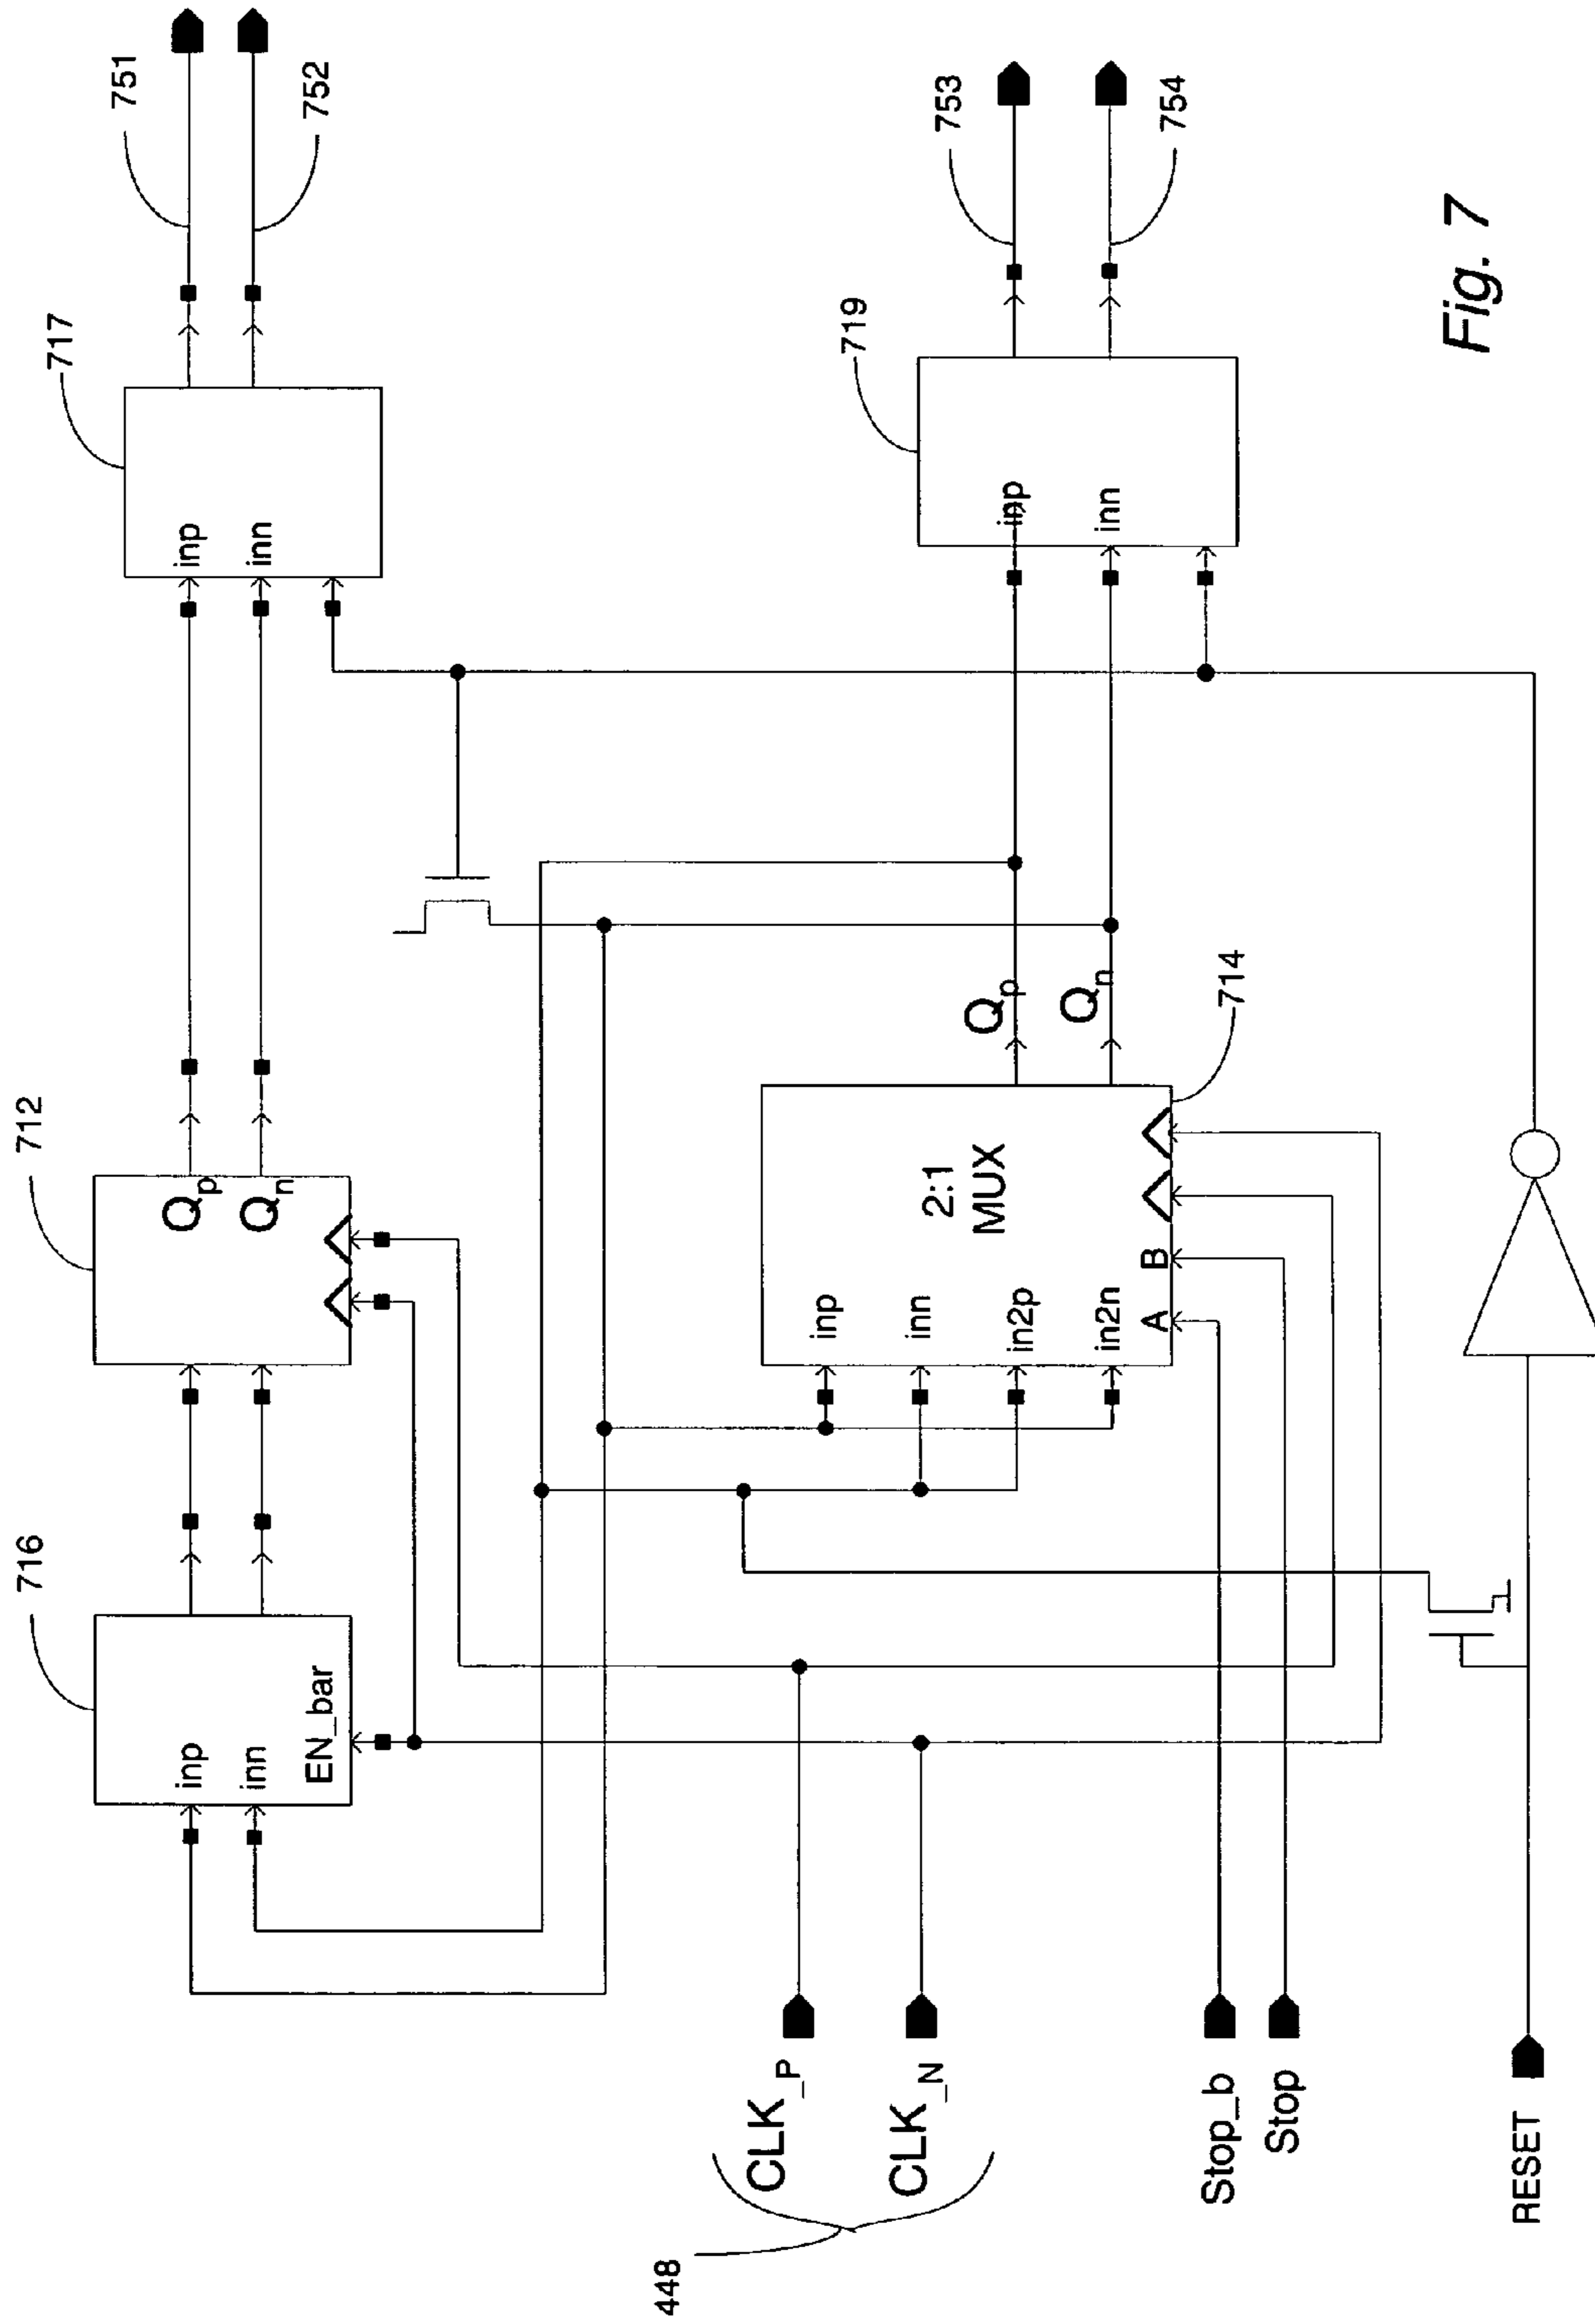 716
712
717
751
752
inp
inn
EN_bar
Qp
Qn
inp
inn
448
CLK_P
CLK_N
Stop_b
Stop
RESET
inp
inn
in2p
in2n
A
B
2:1
MUX
714
Qp
Qn
719
inp
inn
753
754
Fig. 7